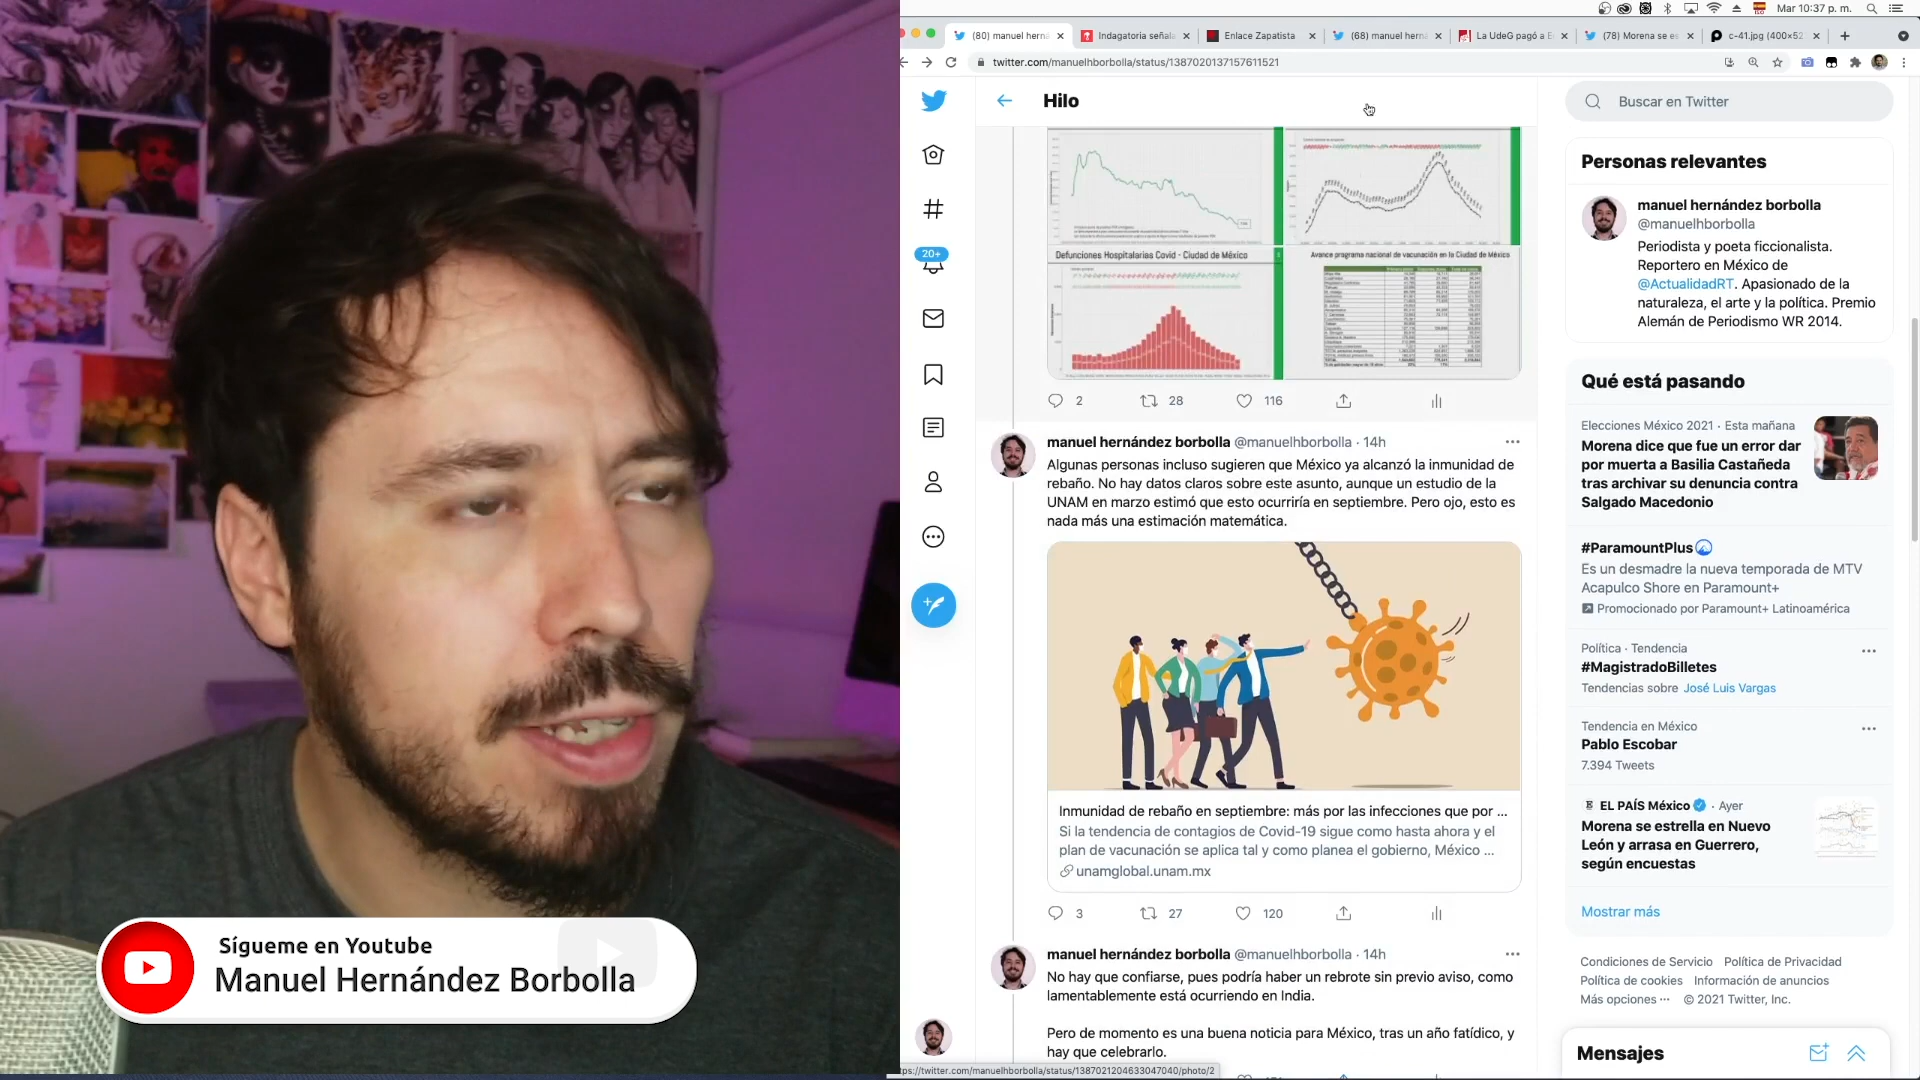 Mar 10:37 p. m.
(80) manuel hern
Indagatoria señala
Enlace Zapatista
(68) manuel hern
La UdeG pagó a E
(78) Morena se es
c-41.jpg (400×52
twitter.com/manuelhborbolla/status/1387020137157611521
Hilo
Buscar en Twitter
20+
Defunciones Hospitalarias Covid - Ciudad de México
Avance programa nacional de vacunación en la Ciudad de México
2
28
116
manuel hernández borbolla @manuelhborbolla · 14h
Algunas personas incluso sugieren que México ya alcanzó la inmunidad de
rebaño. No hay datos claros sobre este asunto, aunque un estudio de la
UNAM en marzo estimó que esto ocurriría en septiembre. Pero ojo, esto es
nada más una estimación matemática.
Inmunidad de rebaño en septiembre: más por las infecciones que por ...
Si la tendencia de contagios de Covid-19 sigue como hasta ahora y el
plan de vacunación se aplica tal y como planea el gobierno, México ...
unamglobal.unam.mx
3
27
120
manuel hernández borbolla @manuelhborbolla · 14h
No hay que confiarse, pues podría haber un rebrote sin previo aviso, como
lamentablemente está ocurriendo en India.
Pero de momento es una buena noticia para México, tras un año fatídico, y
hay que celebrarlo.
ps://twitter.com/manuelhborbolla/status/1387021204633047040/photo/2
Personas relevantes
manuel hernández borbolla
@manuelhborbolla
Periodista y poeta ficcionalista.
Reportero en México de
@ActualidadRT. Apasionado de la
naturaleza, el arte y la política. Premio
Alemán de Periodismo WR 2014.
Qué está pasando
Elecciones México 2021 · Esta mañana
Morena dice que fue un error dar
por muerta a Basilia Castañeda
tras archivar su denuncia contra
Salgado Macedonio
#ParamountPlus
Es un desmadre la nueva temporada de MTV
Acapulco Shore en Paramount+
Promocionado por Paramount+ Latinoamérica
Política · Tendencia
#MagistradoBilletes
Tendencias sobre José Luis Vargas
Tendencia en México
Pablo Escobar
7.394 Tweets
EL PAÍS México · Ayer
Morena se estrella en Nuevo
León y arrasa en Guerrero,
según encuestas
Mostrar más
Condiciones de Servicio Política de Privacidad
Política de cookies Información de anuncios
Más opciones ··· © 2021 Twitter, Inc.
Mensajes
Sígueme en Youtube
Manuel Hernández Borbolla